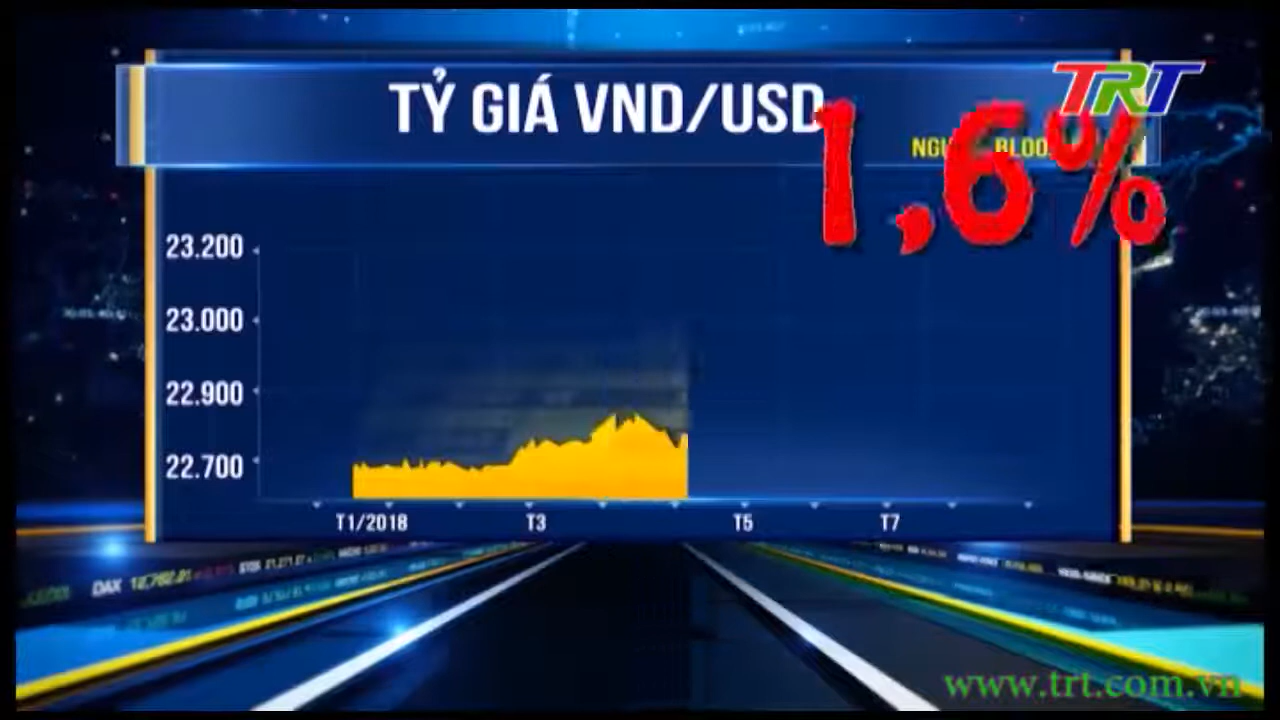 TRT
TỶ GIÁ VND/USD
1,6%
23.200
23.000
22.900
22.700
T1/2018 T3 T5 T7
DAX
www.trt.com.vn